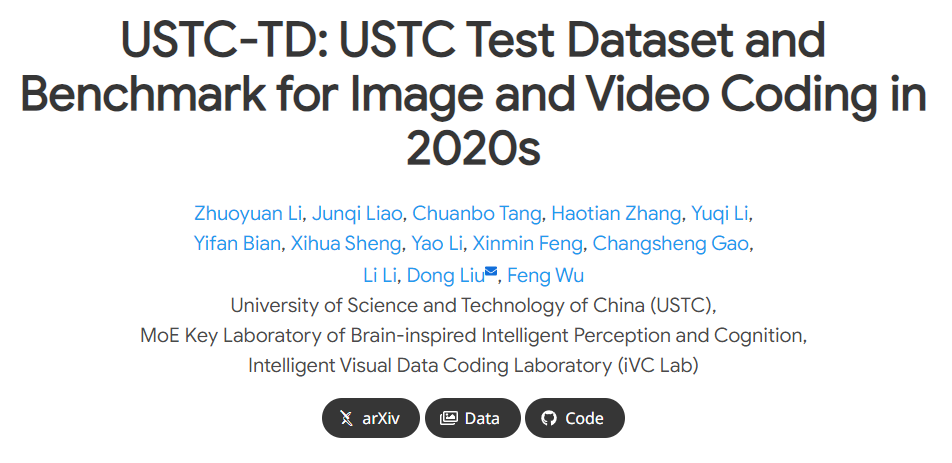 USTC-TD: USTC Test Dataset and
Benchmark for Image and Video Coding in
2020s
Zhuoyuan Li, Junqi Liao, Chuanbo Tang, Haotian Zhang, Yuqi Li,
Yifan Bian, Xihua Sheng, Yao Li, Xinmin Feng, Changsheng Gao,
Li Li, Dong Liu, Feng Wu
University of Science and Technology of China (USTC),
MoE Key Laboratory of Brain-inspired Intelligent Perception and Cognition,
Intelligent Visual Data Coding Laboratory (iVC Lab)
arXiv Data Code